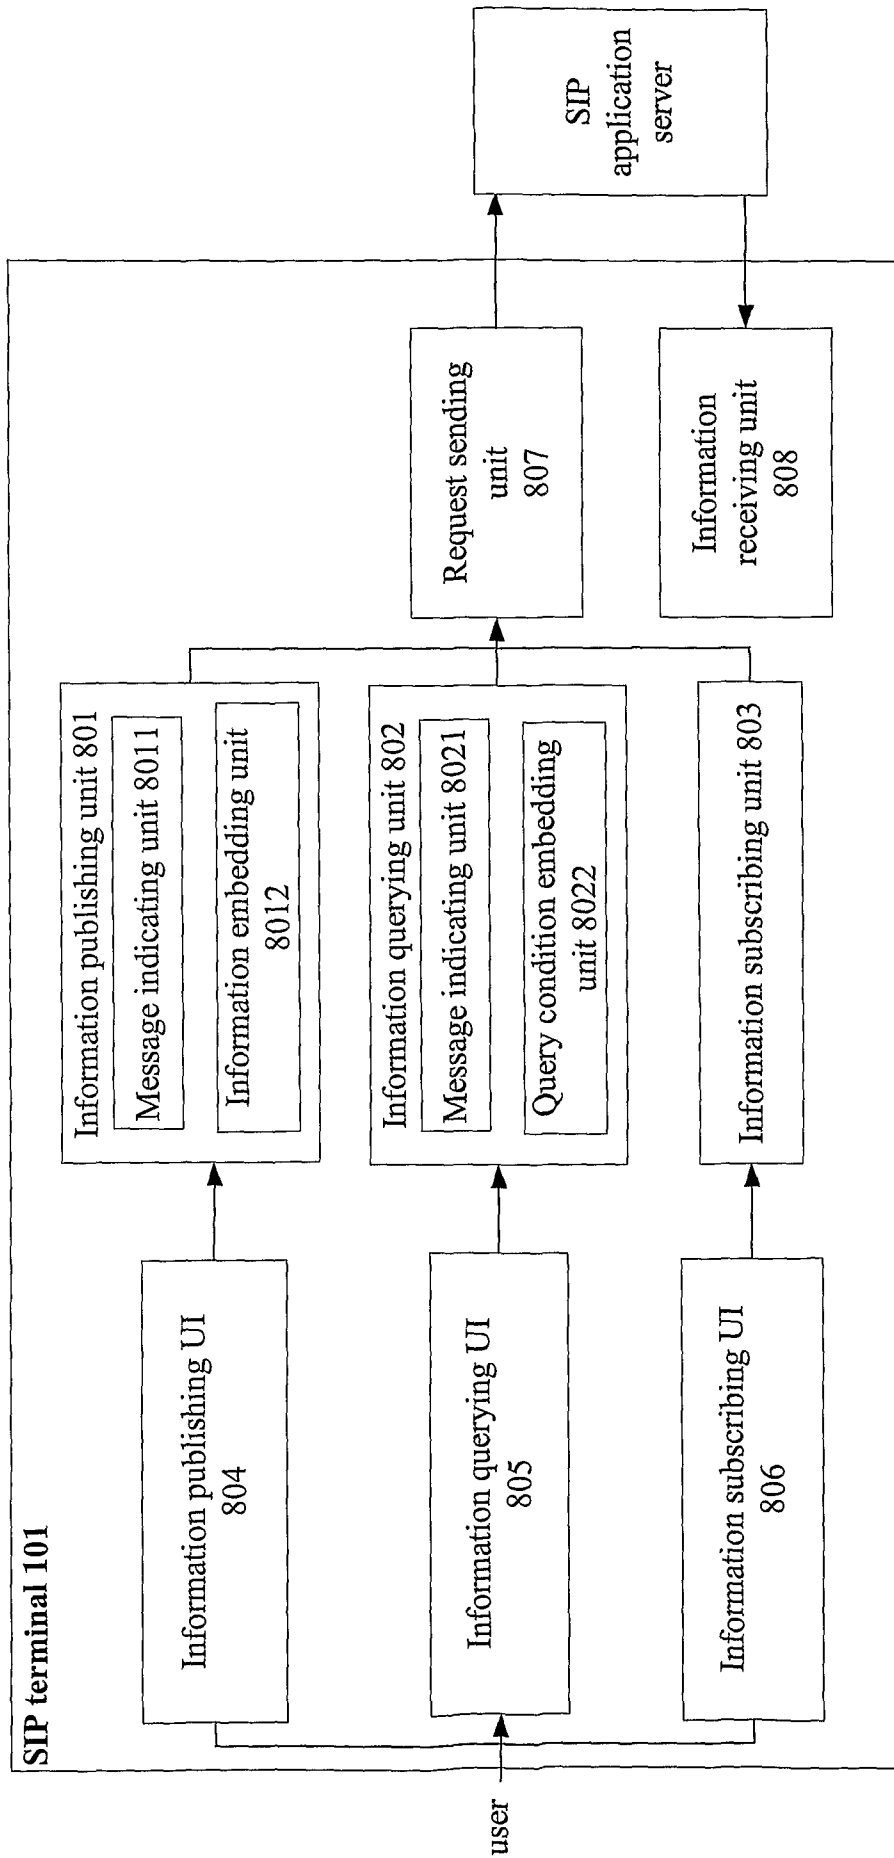 SIP terminal 101
user
Information publishing UI
804
Information querying UI
805
Information subscribing UI
806
Information publishing unit 801
Message indicating unit 8011
Information embedding unit
8012
Information querying unit 802
Message indicating unit 8021
Query condition embedding
unit 8022
Information subscribing unit 803
Request sending
unit
807
Information
receiving unit
808
SIP
application
server